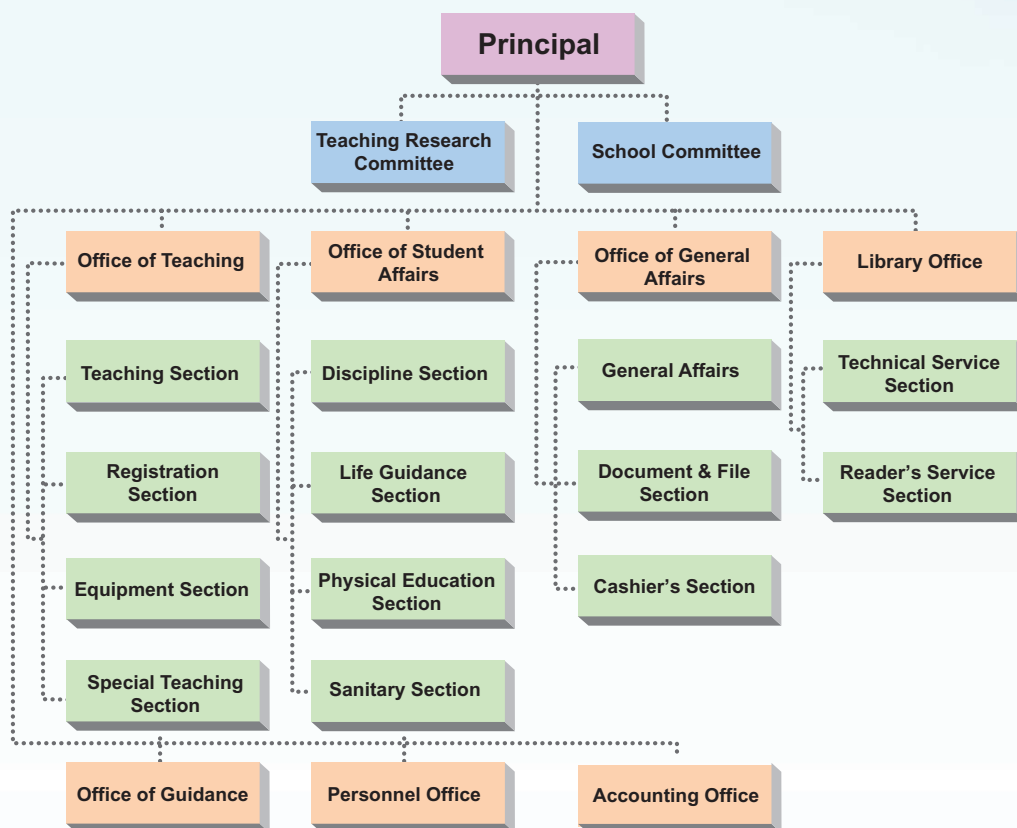 Principal
Teaching Research
Committee
School Committee
Office of Teaching
Office of Student
Affairs
Office of General
Affairs
Library Office
Teaching Section
Discipline Section
General Affairs
Technical Service
Section
Registration
Section
Life Guidance
Section
Document & File
Section
Reader’s Service
Section
Equipment Section
Physical Education
Section
Cashier’s Section
Special Teaching
Section
Sanitary Section
Office of Guidance
Personnel Office
Accounting Office